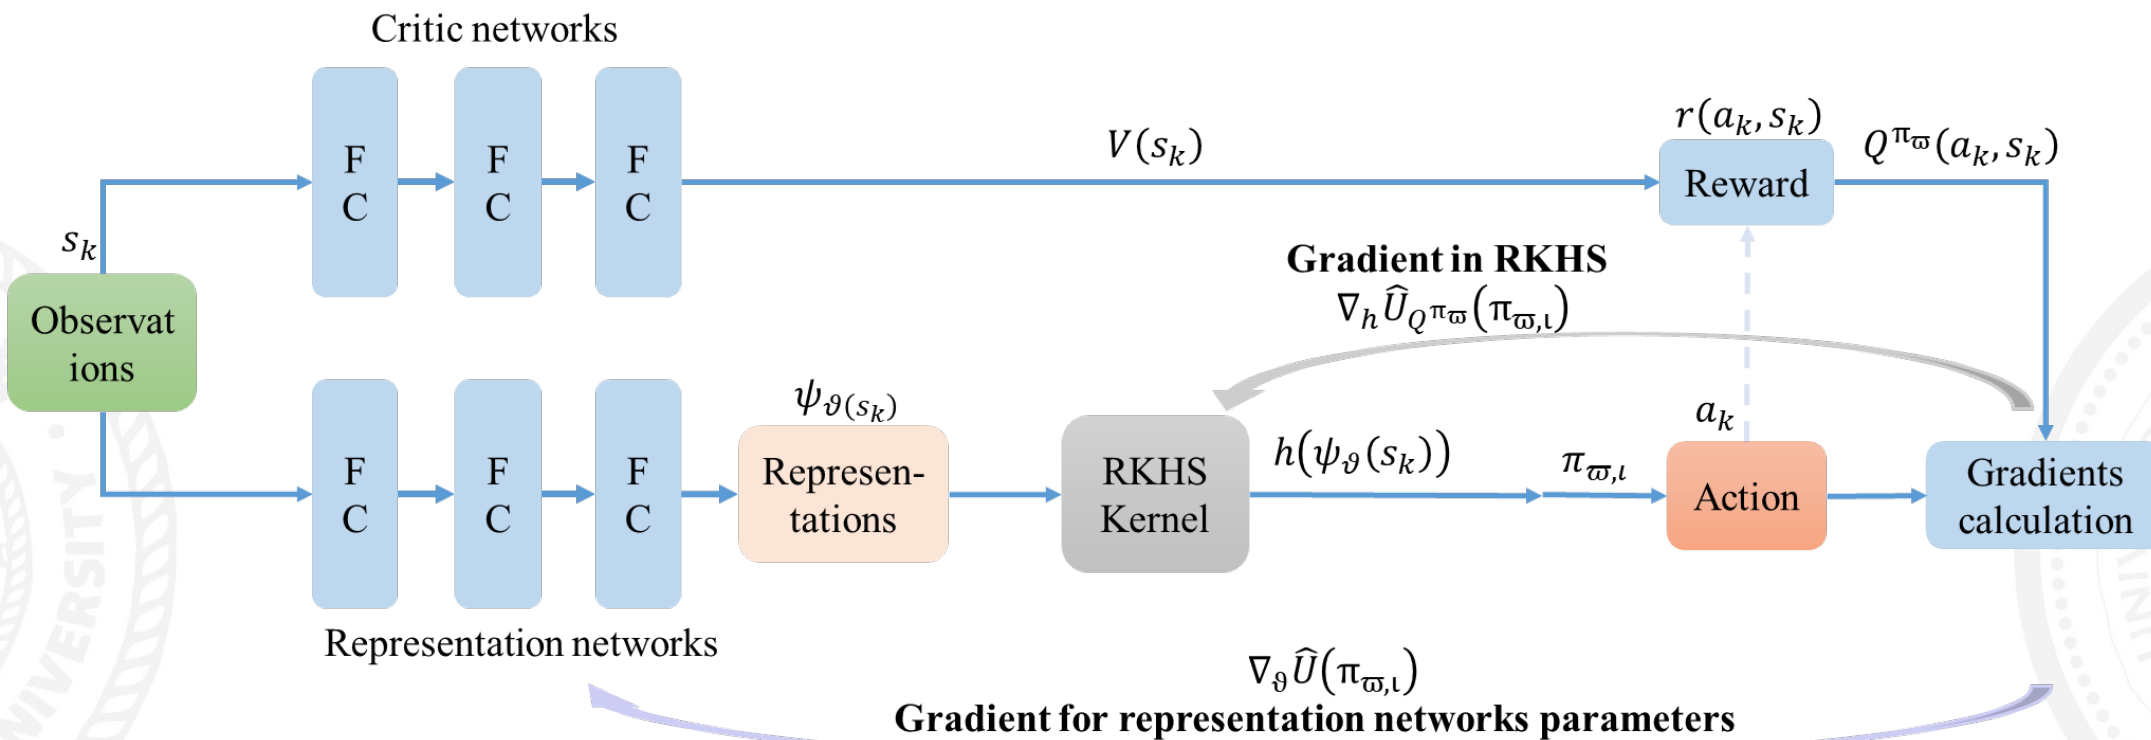 Critic networks
F
C
F
C
F
C
V(s_k)
r(a_k, s_k)
Reward
Q^{π_ϖ}(a_k, s_k)
s_k
Observat
ions
Gradient in RKHS
∇_h Û_{Q^{π_ϖ}}(π_{ϖ,ι})
F
C
F
C
F
C
ψ_{ϑ(s_k)}
Represen-
tations
RKHS
Kernel
h(ψ_ϑ(s_k))
π_{ϖ,ι}
a_k
Action
Gradients
calculation
Representation networks
∇_ϑ Û(π_{ϖ,ι})
Gradient for representation networks parameters
UNIVERSITY